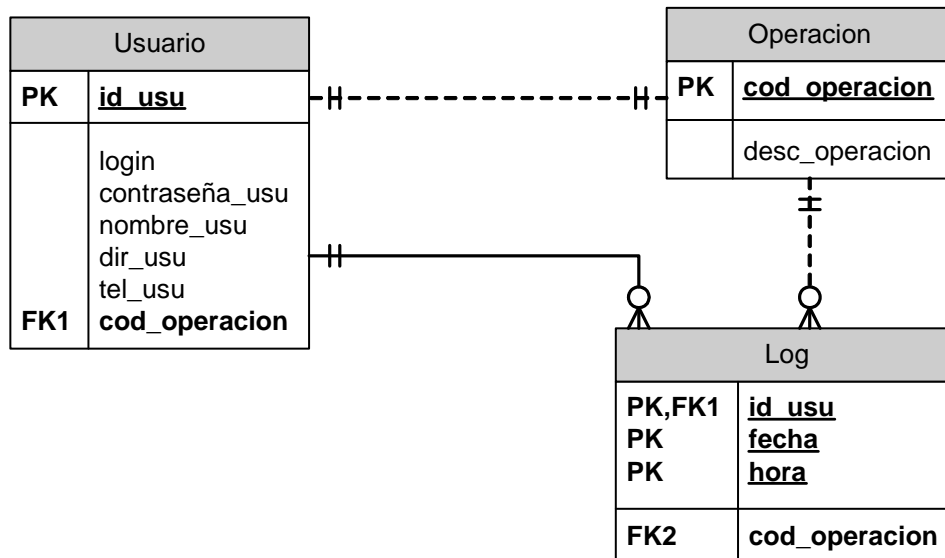 Usuario
PK id_usu
login
contraseña_usu
nombre_usu
dir_usu
tel_usu
FK1 cod_operacion
Operacion
PK cod_operacion
desc_operacion
Log
PK,FK1 id_usu
PK fecha
PK hora
FK2 cod_operacion